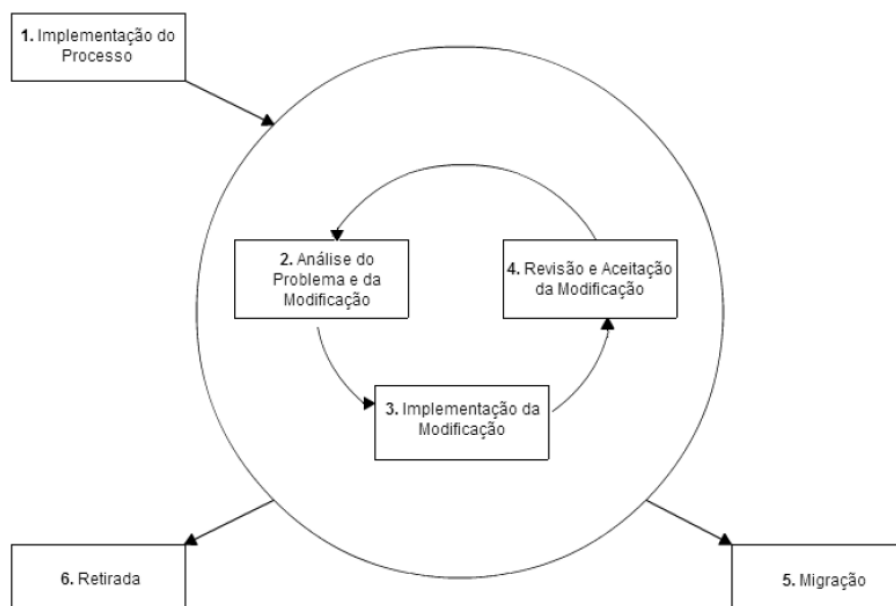 1. Implementação do
Processo
2. Análise do
Problema e da
Modificação
4. Revisão e Aceitação
da Modificação
3. Implementação da
Modificação
6. Retirada
5. Migração